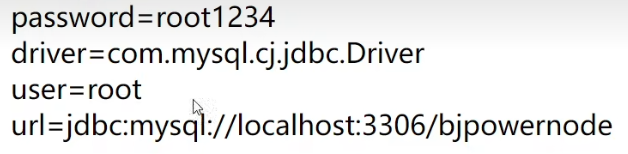 password=root1234
driver=com.mysql.cj.jdbc.Driver
user=root
url=jdbc:mysql://localhost:3306/bjpowernode